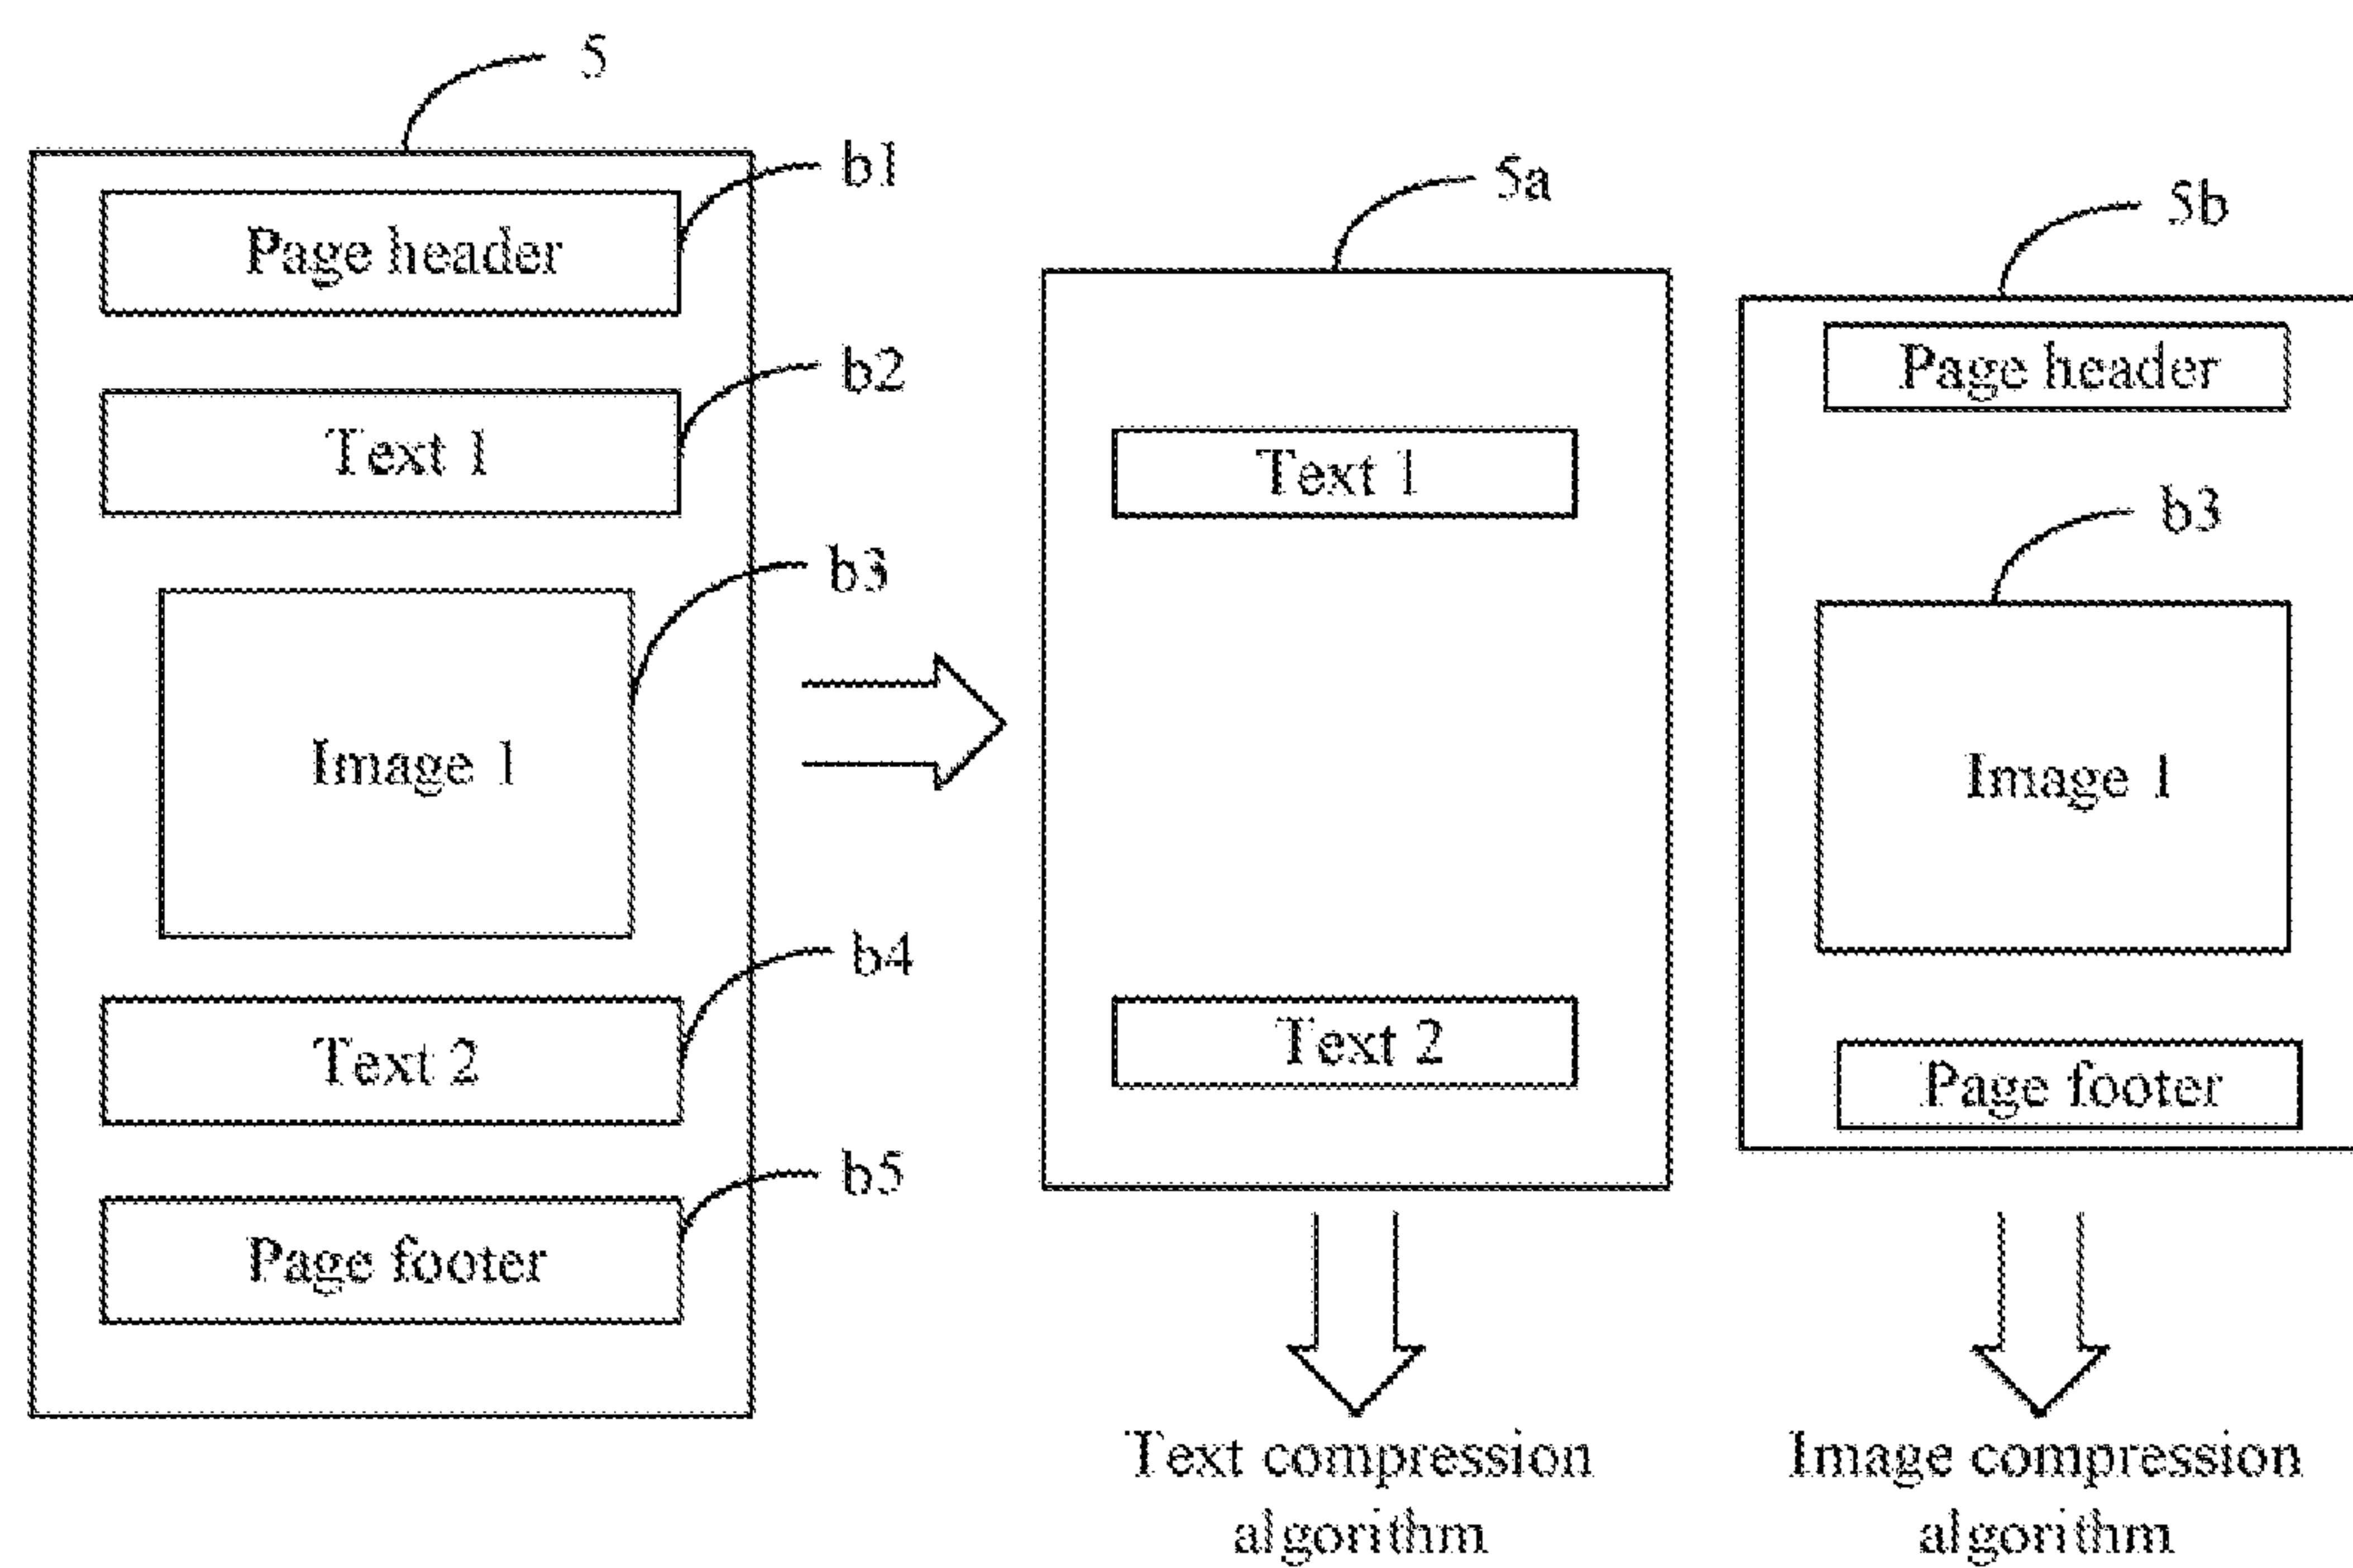 5
b1
Page header
b2
Text 1
b3
Image 1
b4
Text 2
b5
Page footer
5a
Text 1
Text 2
Text compression
algorithm
5b
Page header
b3
Image 1
Page footer
Image compression
algorithm